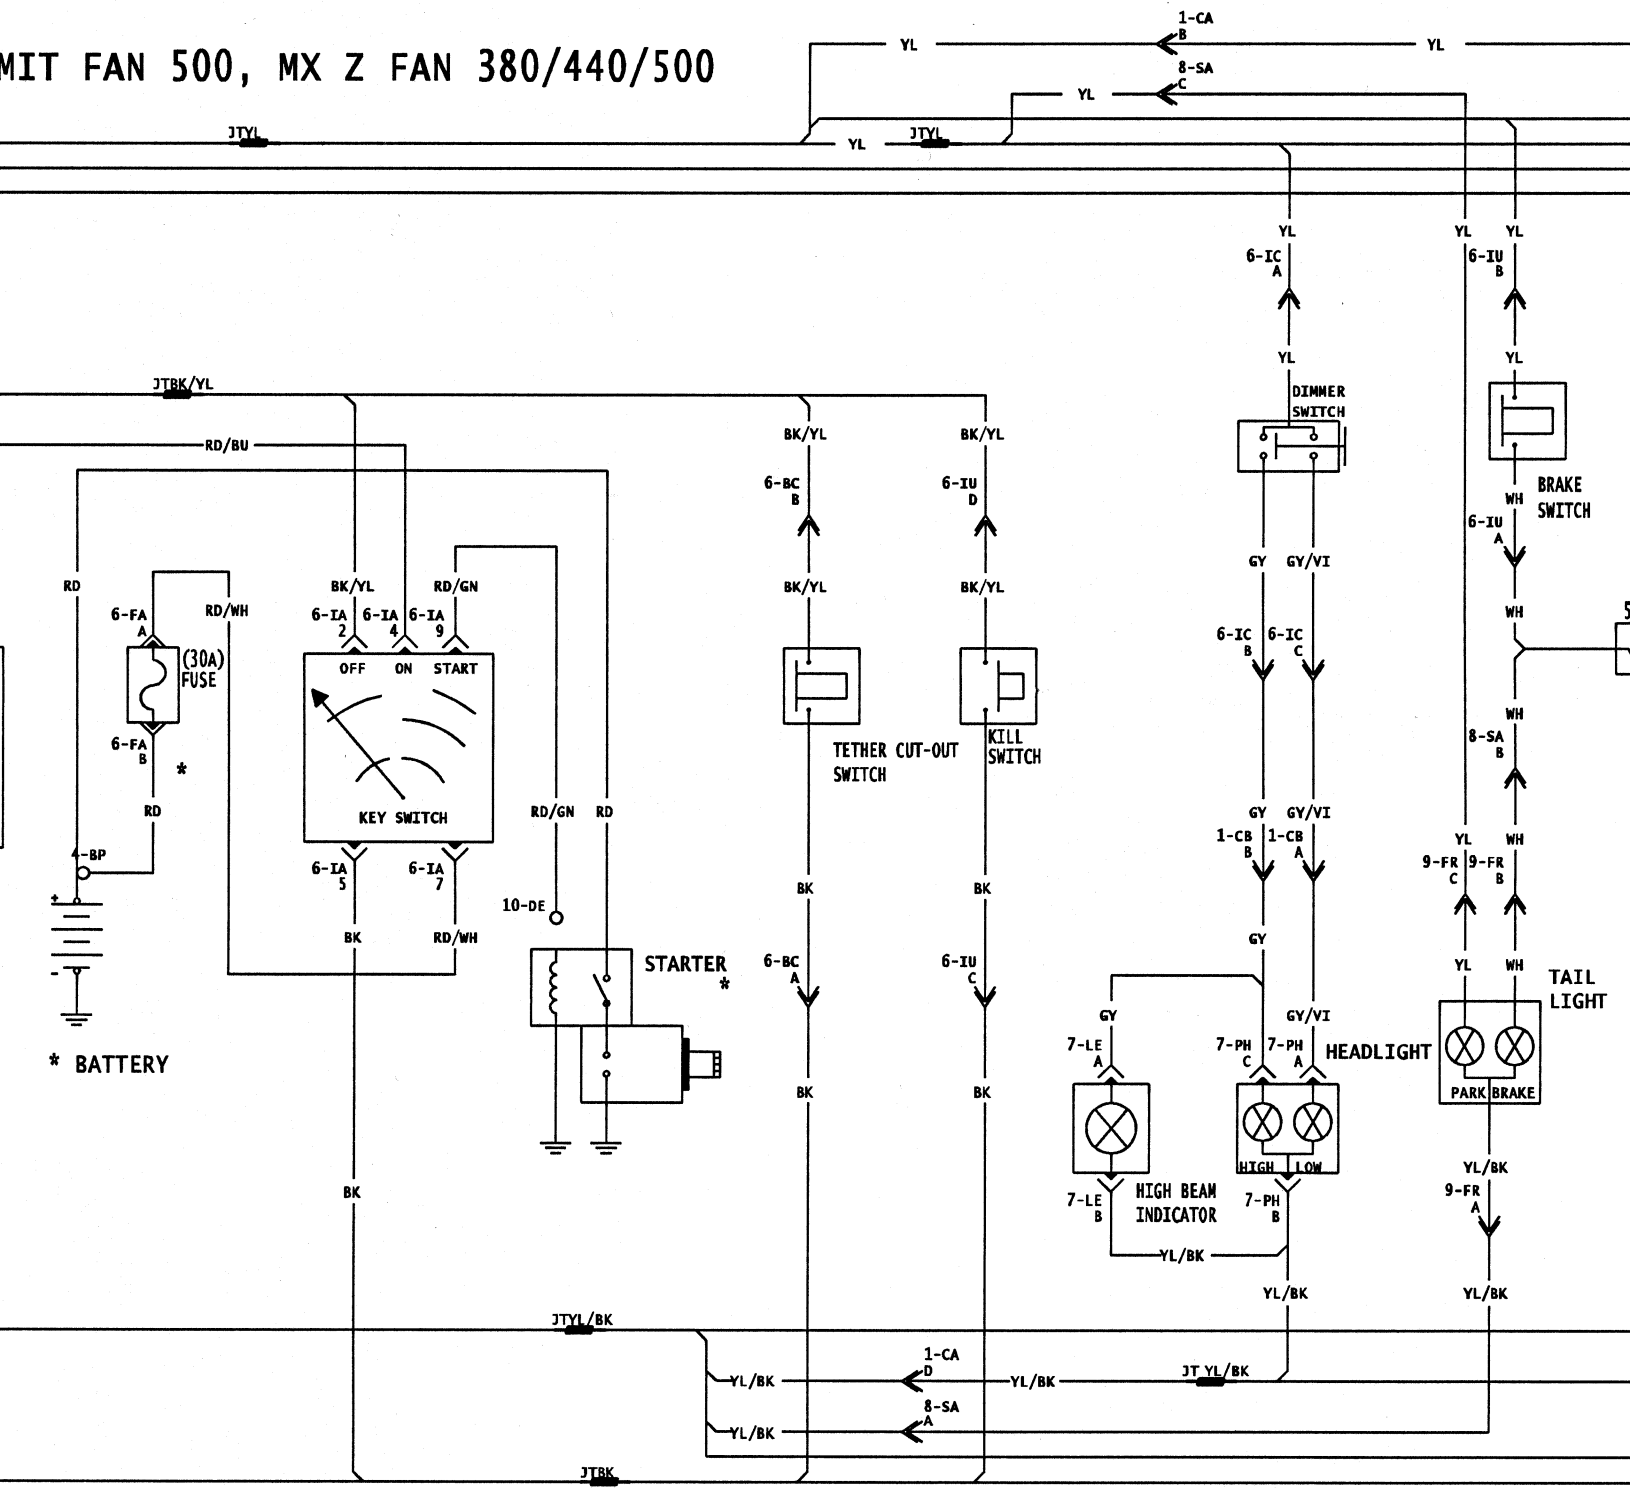 1-CA
B
YL
YL
MIT FAN 500, MX Z FAN 380/440/500
8-SA
C
YL
JTYL
YL
JTYL
YL
YL
YL
6-IC
A
6-IU
B
YL
YL
JTBK/YL
DIMMER
SWITCH
RD/BU
BK/YL
BK/YL
6-BC
B
6-IU
D
BRAKE
SWITCH
WH
6-IU
A
GY
GY/VI
RD
RD/WH
BK/YL
RD/GN
BK/YL
BK/YL
WH
6-FA
A
6-IA
2
6-IA
4
6-IA
9
6-IC
B
6-IC
C
(30A)
FUSE
OFF
ON
START
WH
6-FA
B
*
TETHER CUT-OUT
SWITCH
KILL
SWITCH
8-SA
B
RD
KEY SWITCH
RD/GN
RD
GY
GY/VI
1-CB
B
1-CB
A
YL
WH
4-BP
6-IA
5
6-IA
7
BK
BK
9-FR
C
9-FR
B
+
-
10-DE
BK
RD/WH
GY
STARTER
*
6-BC
A
6-IU
C
YL
WH
TAIL
LIGHT
GY
GY/VI
* BATTERY
7-LE
A
7-PH
C
7-PH
A
HEADLIGHT
BK
BK
PARK
BRAKE
HIGH
LOW
BK
7-LE
B
HIGH BEAM
INDICATOR
7-PH
B
YL/BK
9-FR
A
YL/BK
YL/BK
YL/BK
JTYL/BK
1-CA
D
YL/BK
YL/BK
JT YL/BK
8-SA
A
YL/BK
JTBK